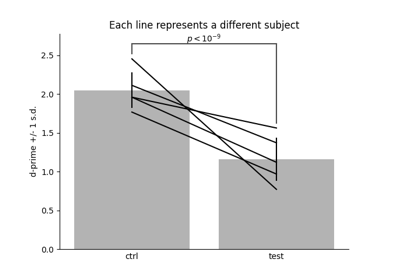 Each line represents a different subject
p < 10⁻⁹
2.5
2.0
1.5
1.0
0.5
0.0
d-prime +/- 1 s.d.
ctrl test